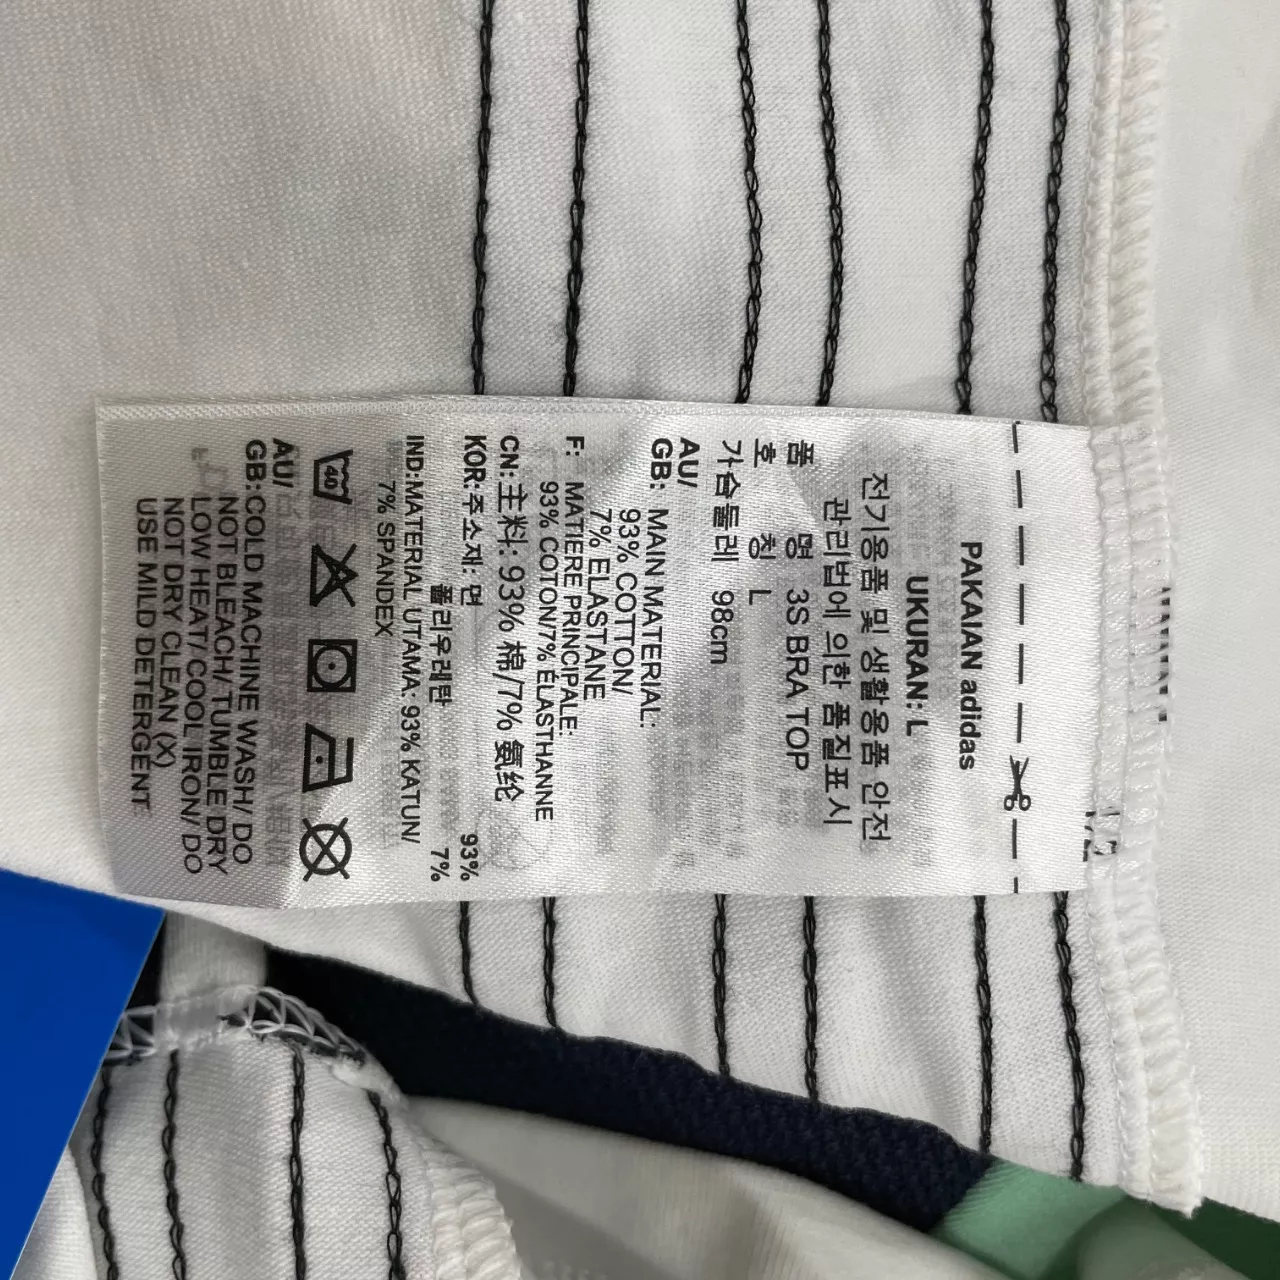 PAKAIAN adidas
UKURAN: L
전기용품 및 생활용품 안전
관리법에 의한 품질표시
품 명 3S BRA TOP
호 칭 L
가슴둘레 98cm
AU/
GB: MAIN MATERIAL:
93% COTTON/
7% ELASTANE
F: MATIERE PRINCIPALE:
93% COTON/7% ÉLASTHANNE
CN: 主料: 93% 棉/7% 氨纶
KOR: 주소재: 면 93%
폴리우레탄 7%
IND:MATERIAL UTAMA: 93% KATUN/
7% SPANDEX
40
AU/
GB: COLD MACHINE WASH/ DO
NOT BLEACH/ TUMBLE DRY
LOW HEAT/ COOL IRON/ DO
NOT DRY CLEAN (X)
USE MILD DETERGENT